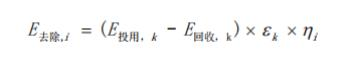 E去除,i = (E投用，k − E回收，k) × εk × ηi